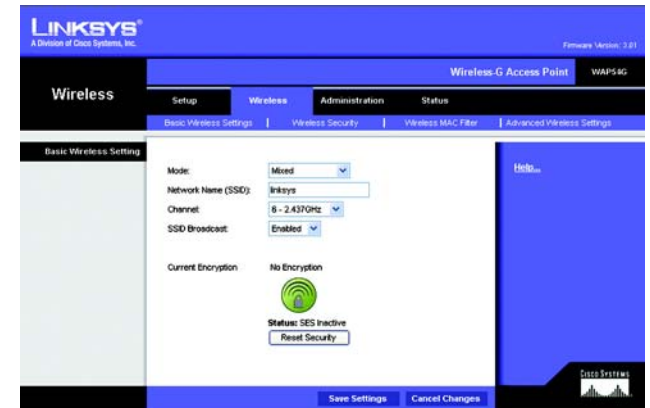 LINKSYS®
A Division of Cisco Systems, Inc.
Firmware Version: 3.01
Wireless-G Access Point WAP54G
Wireless
Setup Wireless Administration Status
Basic Wireless Settings | Wireless Security | Wireless MAC Filter | Advanced Wireless Settings
Basic Wireless Setting
Help...
Mode: Mixed
Network Name (SSID): linksys
Channel: 6 - 2.437GHz
SSID Broadcast: Enabled
Current Encryption No Encryption
Status: SES Inactive
Reset Security
Save Settings Cancel Changes
CISCO SYSTEMS